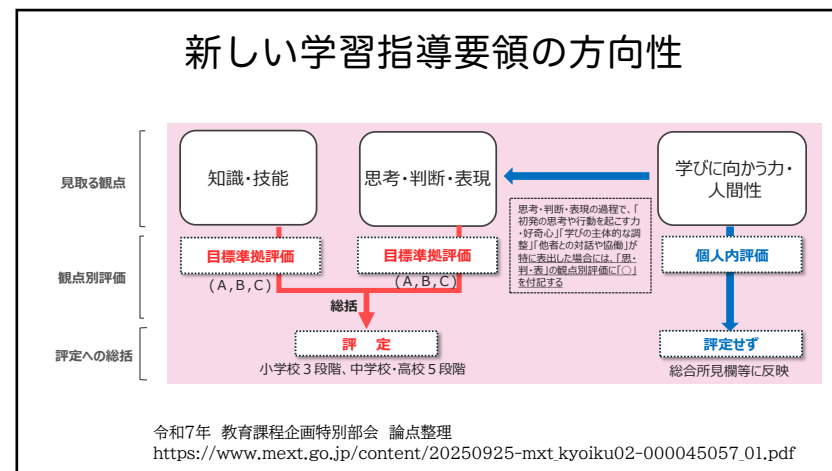 新しい学習指導要領の方向性
見取る観点
知識・技能
思考・判断・表現
学びに向かう力・
人間性
思考・判断・表現の過程で、「
初発の思考や行動を起こす力
・好奇心」「学びの主体的な調
整」「他者との対話や協働」が
特に表出した場合には、「思・
判・表」の観点別評価に「○」
を付記する
観点別評価
目標準拠評価
(A,B,C)
目標準拠評価
(A,B,C)
個人内評価
総括
評定への総括
評 定
小学校３段階、中学校・高校５段階
評定せず
総合所見欄等に反映
令和7年 教育課程企画特別部会 論点整理
https://www.mext.go.jp/content/20250925-mxt_kyoiku02-000045057_01.pdf